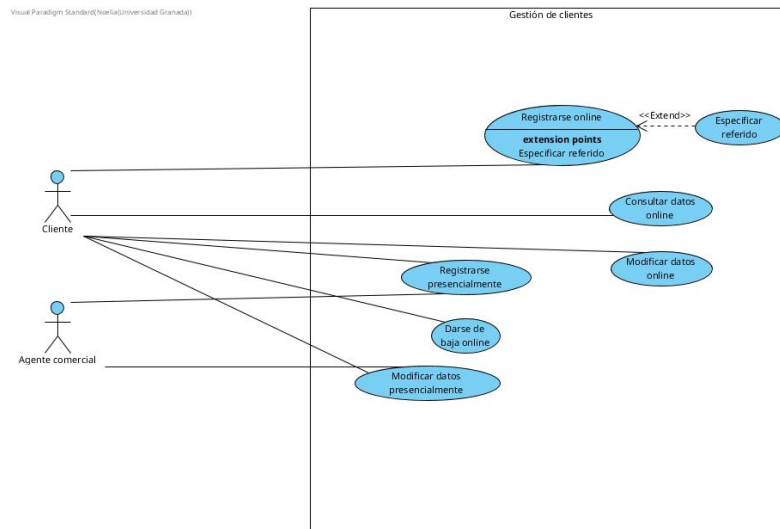 Visual Paradigm Standard(Noelia(Universidad Granada))
Gestión de clientes
Registrarse online
extension points
Especificar referido
<<Extend>>
Especificar
referido
Cliente
Consultar datos
online
Modificar datos
online
Registrarse
presencialmente
Agente comercial
Darse de
baja online
Modificar datos
presencialmente